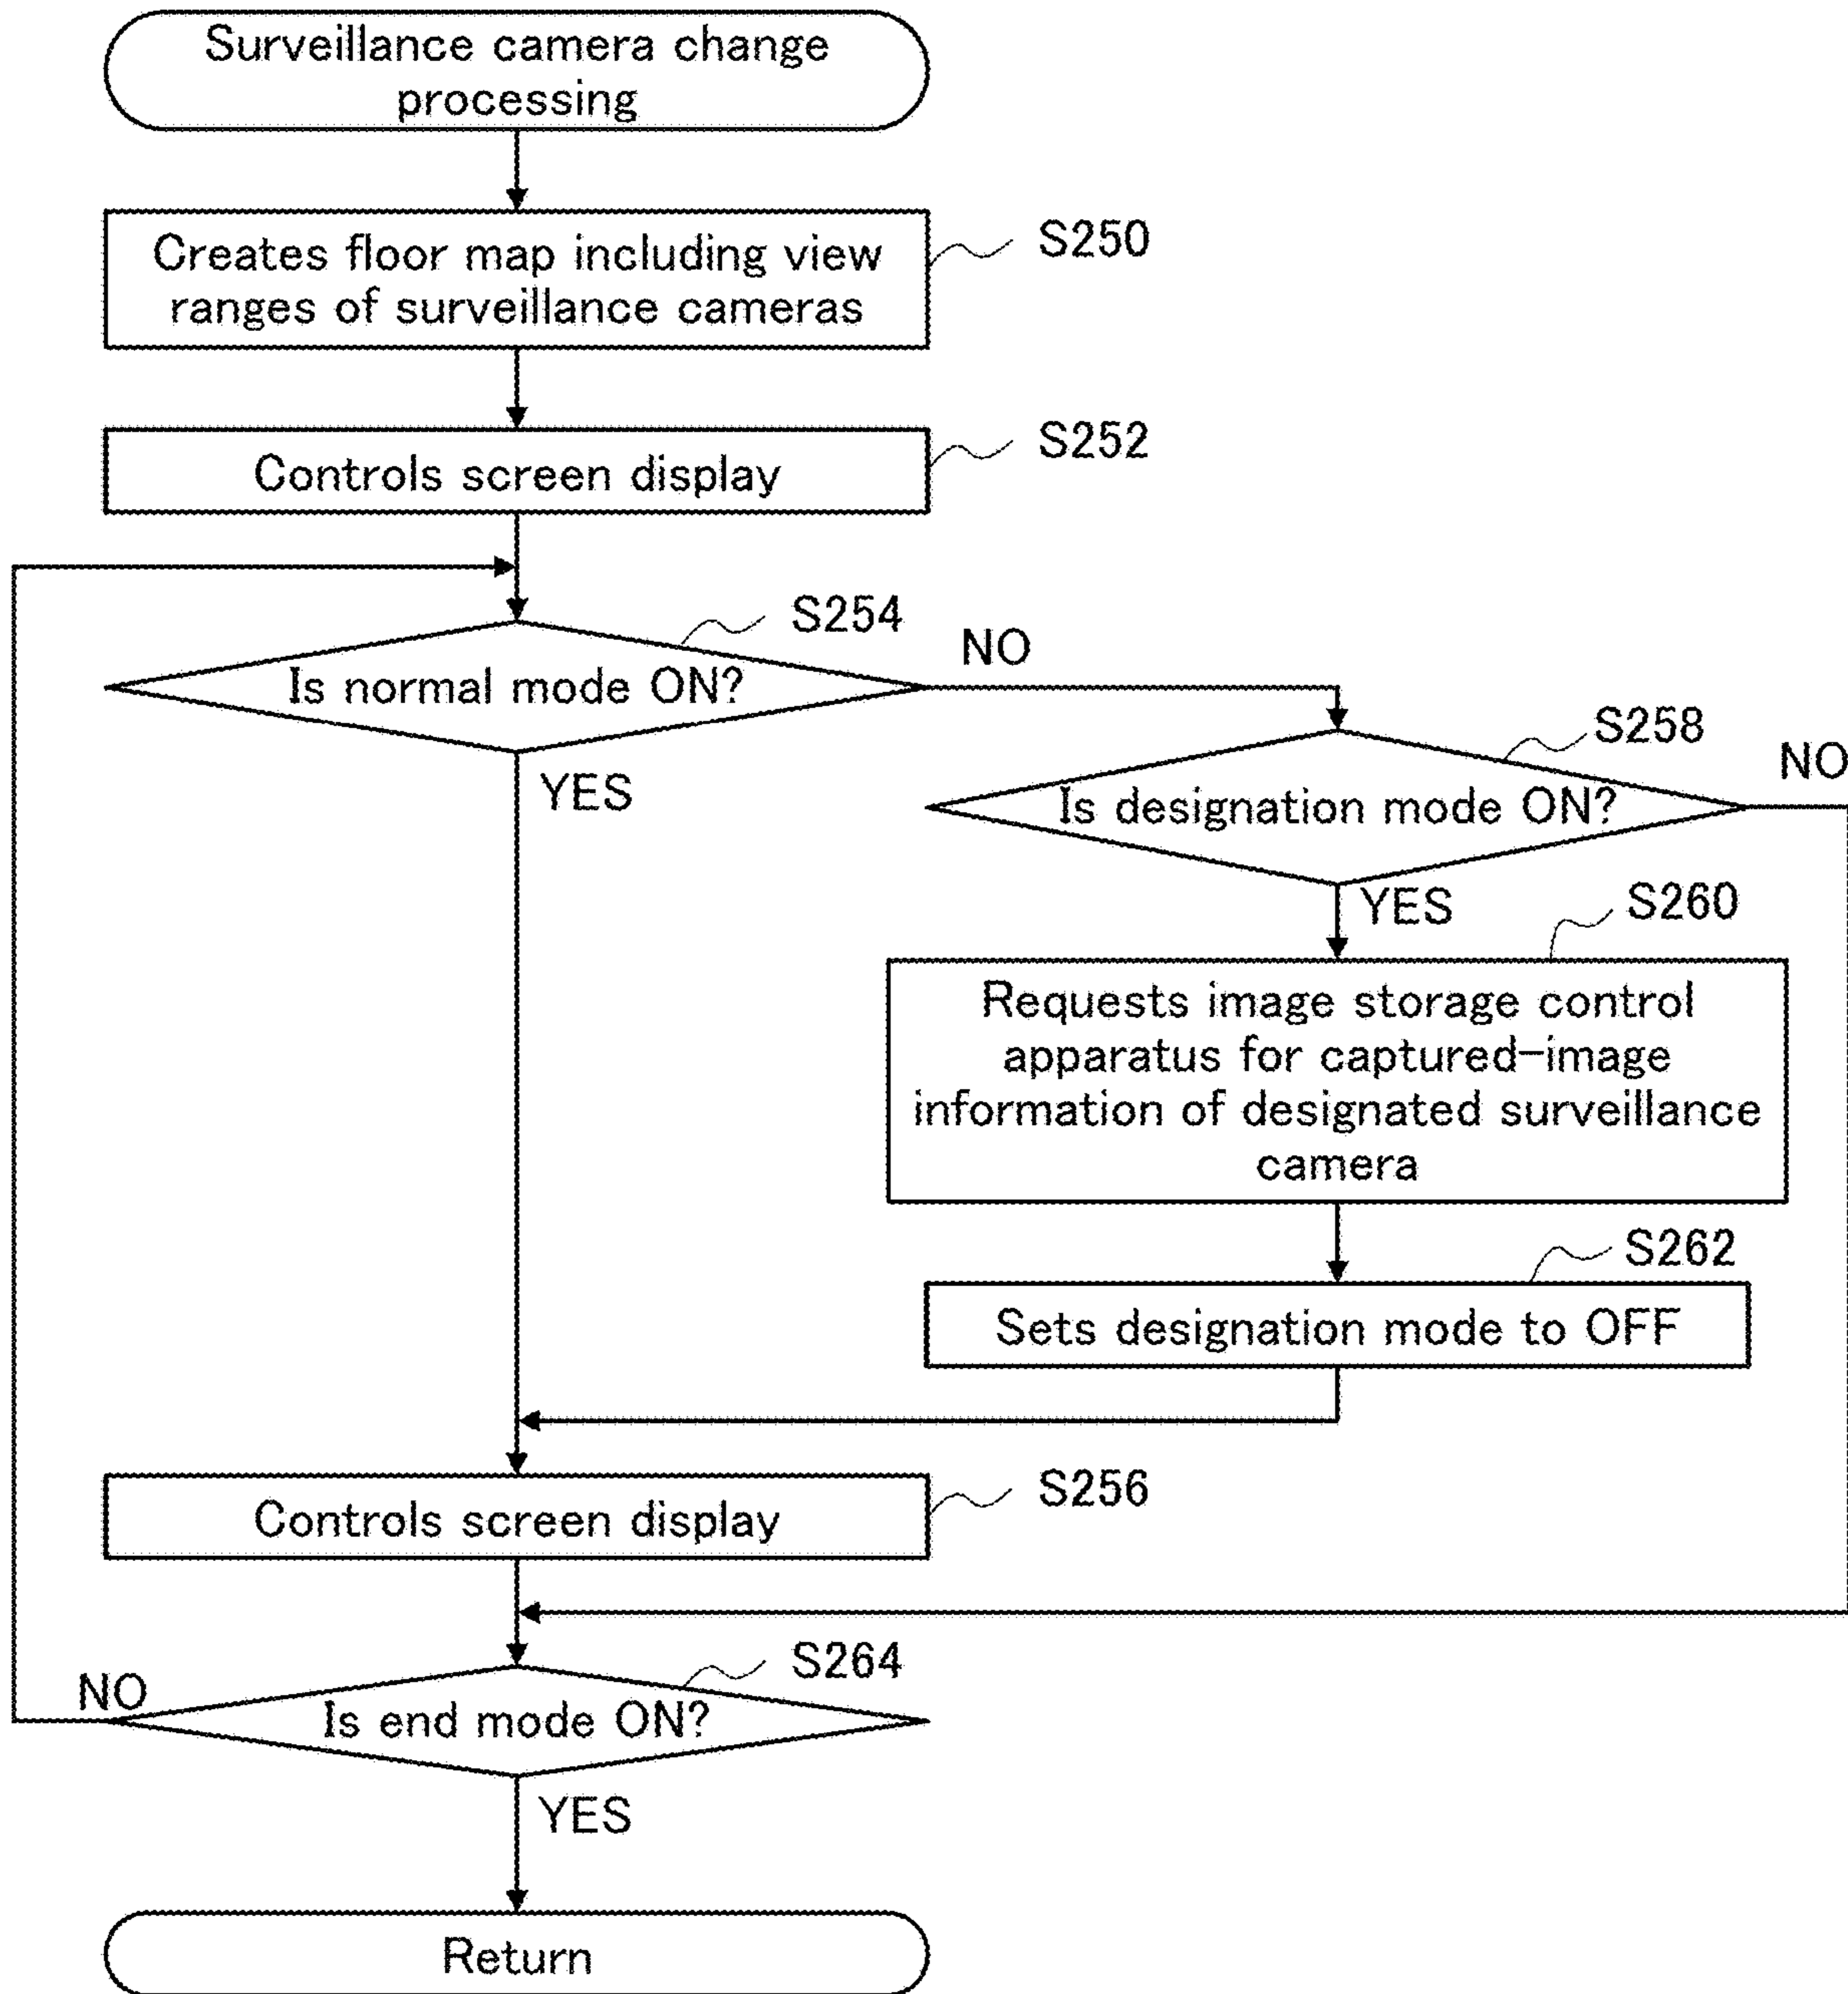 Surveillance camera change
processing
Creates floor map including view
ranges of surveillance cameras
S250
Controls screen display
S252
Is normal mode ON?
S254
NO
YES
Is designation mode ON?
S258
NO
YES
Requests image storage control
apparatus for captured-image
information of designated surveillance
camera
S260
Sets designation mode to OFF
S262
Controls screen display
S256
Is end mode ON?
S264
NO
YES
Return